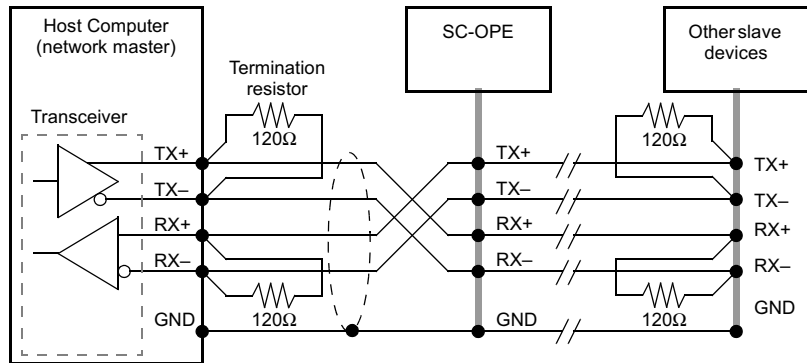 Host Computer
(network master)
SC-OPE
Other slave
devices
Termination
resistor
Transceiver
120Ω
120Ω
TX+
TX+
TX+
TX–
TX–
TX–
RX+
RX+
RX+
RX–
RX–
RX–
GND
GND
GND
120Ω
120Ω